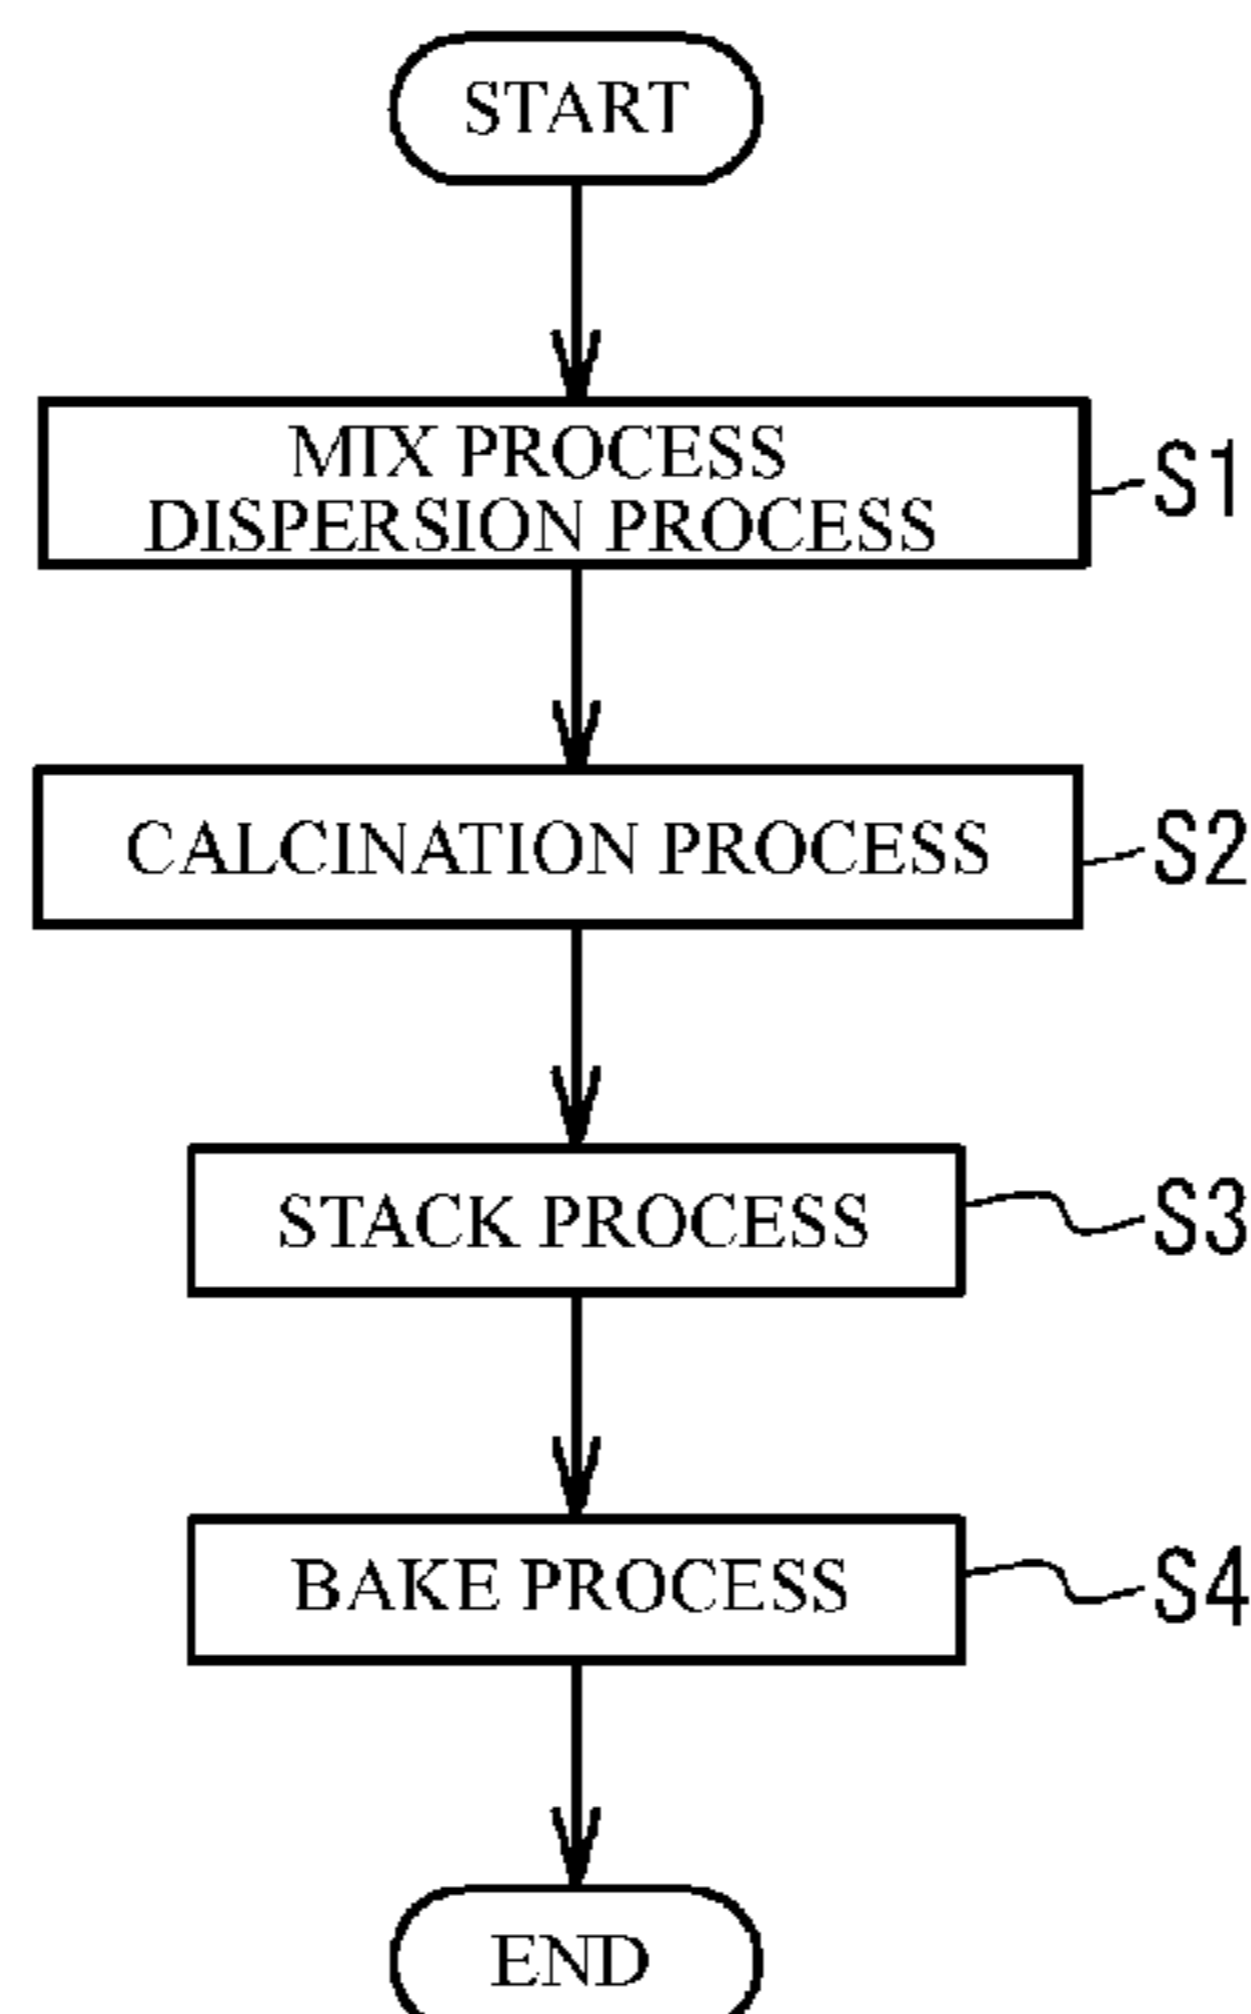 START
MIX PROCESS
DISPERSION PROCESS
S1
CALCINATION PROCESS
S2
STACK PROCESS
S3
BAKE PROCESS
S4
END